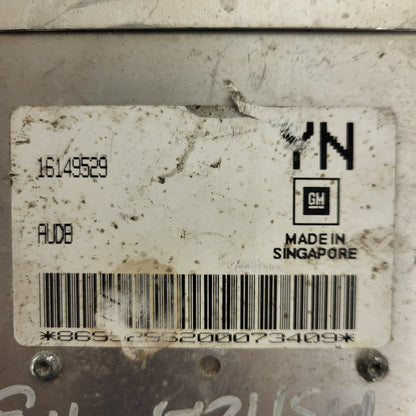 YN
16149529
GM
AUDB
MADE IN
SINGAPORE